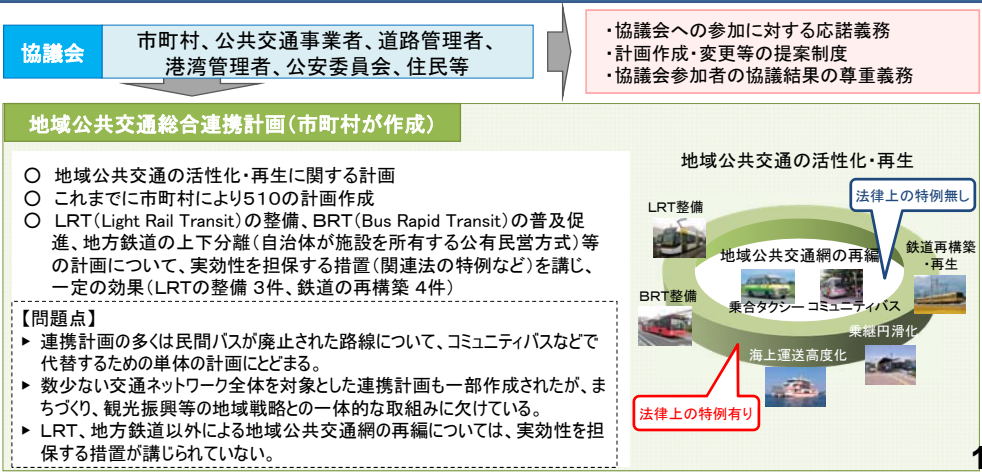 協議会
市町村、公共交通事業者、道路管理者、
港湾管理者、公安委員会、住民等
・協議会への参加に対する応諾義務
・計画作成・変更等の提案制度
・協議会参加者の協議結果の尊重義務
地域公共交通総合連携計画（市町村が作成）
○ 地域公共交通の活性化・再生に関する計画
○ これまでに市町村により510の計画作成
○ LRT（Light Rail Transit）の整備、BRT（Bus Rapid Transit）の普及促
進、地方鉄道の上下分離（自治体が施設を所有する公有民営方式）等
の計画について、実効性を担保する措置（関連法の特例など）を講じ、
一定の効果（LRTの整備 3件、鉄道の再構築 4件）
【問題点】
▶ 連携計画の多くは民間バスが廃止された路線について、コミュニティバスなどで
代替するための単体の計画にとどまる。
▶ 数少ない交通ネットワーク全体を対象とした連携計画も一部作成されたが、ま
ちづくり、観光振興等の地域戦略との一体的な取組みに欠けている。
▶ LRT、地方鉄道以外による地域公共交通網の再編については、実効性を担
保する措置が講じられていない。
地域公共交通の活性化・再生
法律上の特例無し
LRT整備
地域公共交通網の再編
鉄道再構築
・再生
BRT整備
乗合タクシー
コミュニティバス
乗継円滑化
海上運送高度化
法律上の特例有り
1